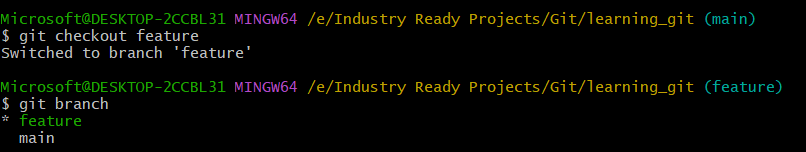 Microsoft@DESKTOP-2CCBL31 MINGW64 /e/Industry Ready Projects/Git/learning_git (main)
$ git checkout feature
Switched to branch 'feature'
Microsoft@DESKTOP-2CCBL31 MINGW64 /e/Industry Ready Projects/Git/learning_git (feature)
$ git branch
* feature
  main